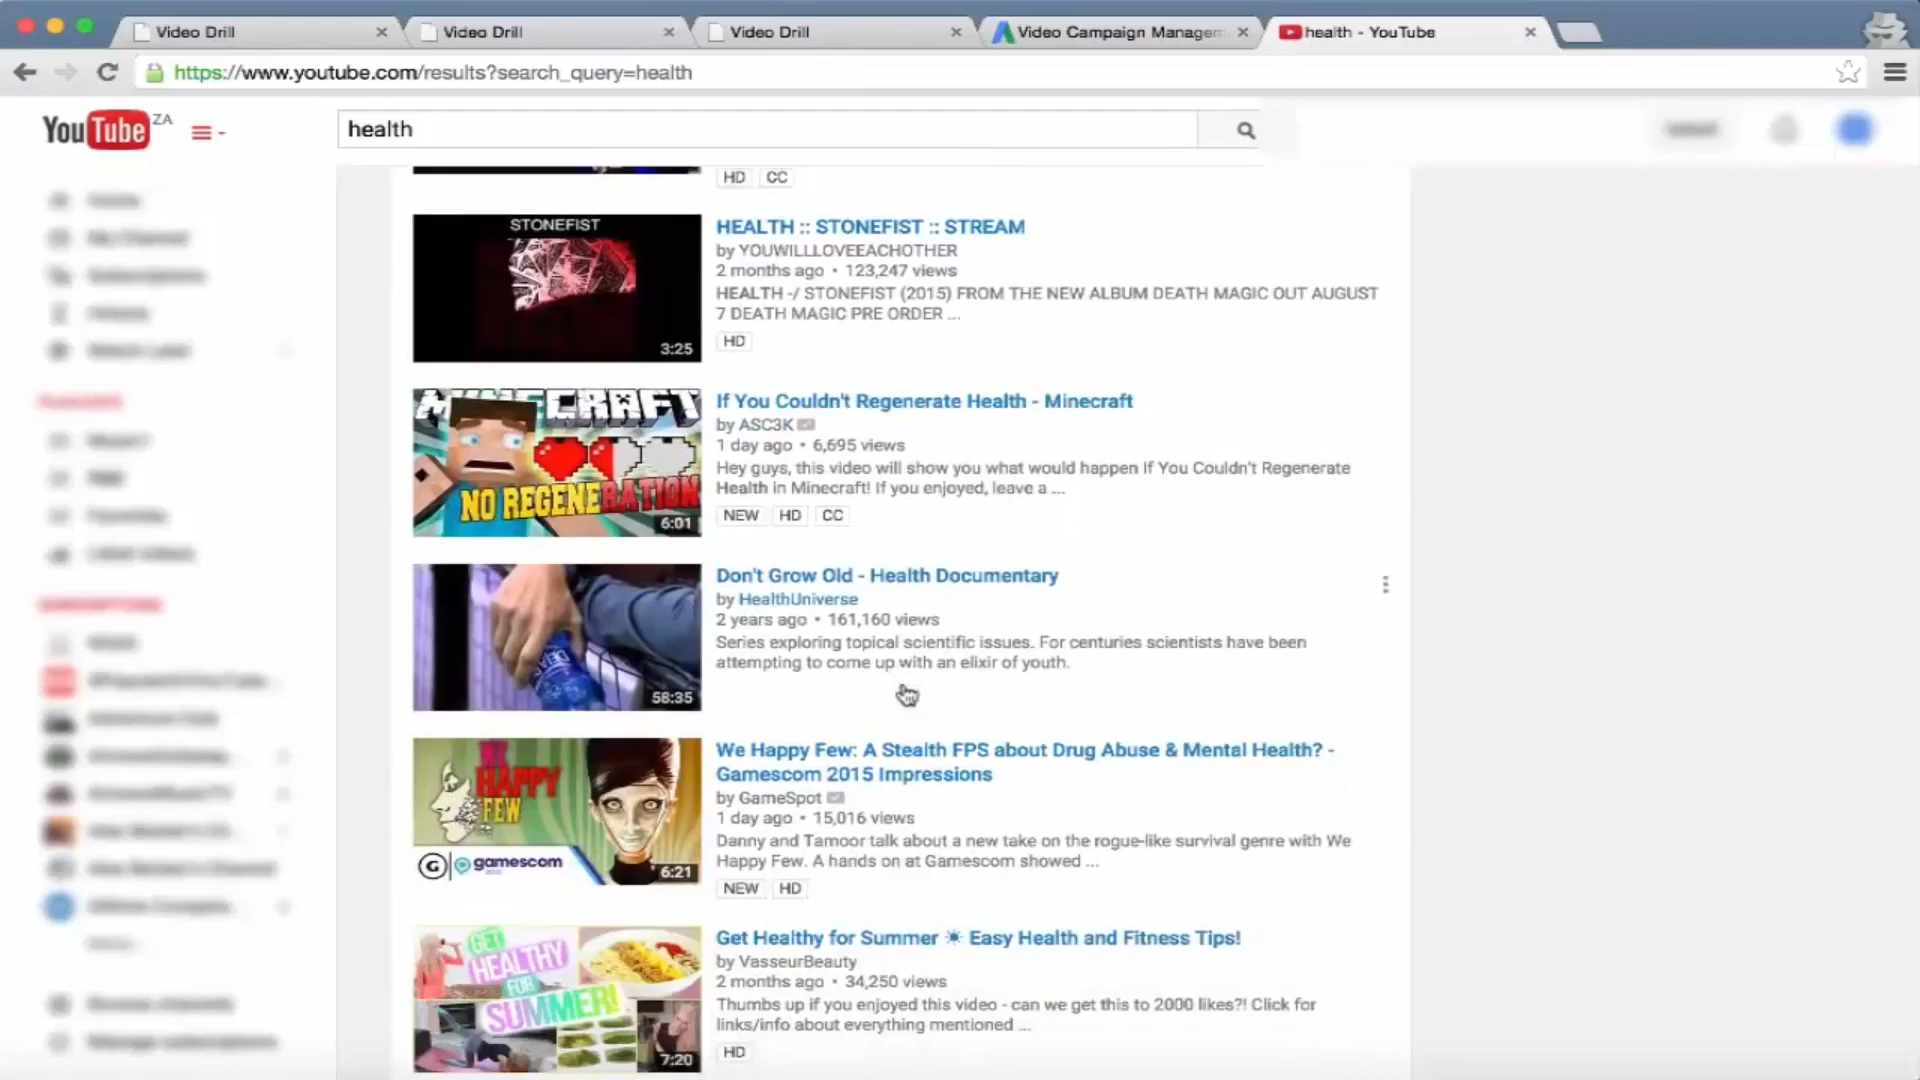 Video Drill
Video Drill
Video Drill
Video Campaign Managem
health - YouTube
https://www.youtube.com/results?search_query=health
YouTube ZA
health
HD CC
STONEFIST
3:25
HEALTH :: STONEFIST :: STREAM
by YOUWILLLOVEEACHOTHER
2 months ago • 123,247 views
HEALTH -/ STONEFIST (2015) FROM THE NEW ALBUM DEATH MAGIC OUT AUGUST
7 DEATH MAGIC PRE ORDER ...
HD
MINECRAFT
NO REGENERATION
6:01
If You Couldn't Regenerate Health - Minecraft
by ASC3K
1 day ago • 6,695 views
Hey guys, this video will show you what would happen If You Couldn't Regenerate
Health in Minecraft! If you enjoyed, leave a ...
NEW HD CC
58:35
Don't Grow Old - Health Documentary
by HealthUniverse
2 years ago • 161,160 views
Series exploring topical scientific issues. For centuries scientists have been
attempting to come up with an elixir of youth.
WE
HAPPY
FEW
gamescom
6:21
We Happy Few: A Stealth FPS about Drug Abuse & Mental Health? -
Gamescom 2015 Impressions
by GameSpot
1 day ago • 15,016 views
Danny and Tamoor talk about a new take on the rogue-like survival genre with We
Happy Few. A hands on at Gamescom showed ...
NEW HD
GET
HEALTHY
FOR
SUMMER!
7:20
Get Healthy for Summer ☀ Easy Health and Fitness Tips!
by VasseurBeauty
2 months ago • 34,250 views
Thumbs up if you enjoyed this video - can we get this to 2000 likes?! Click for
links/info about everything mentioned ...
HD